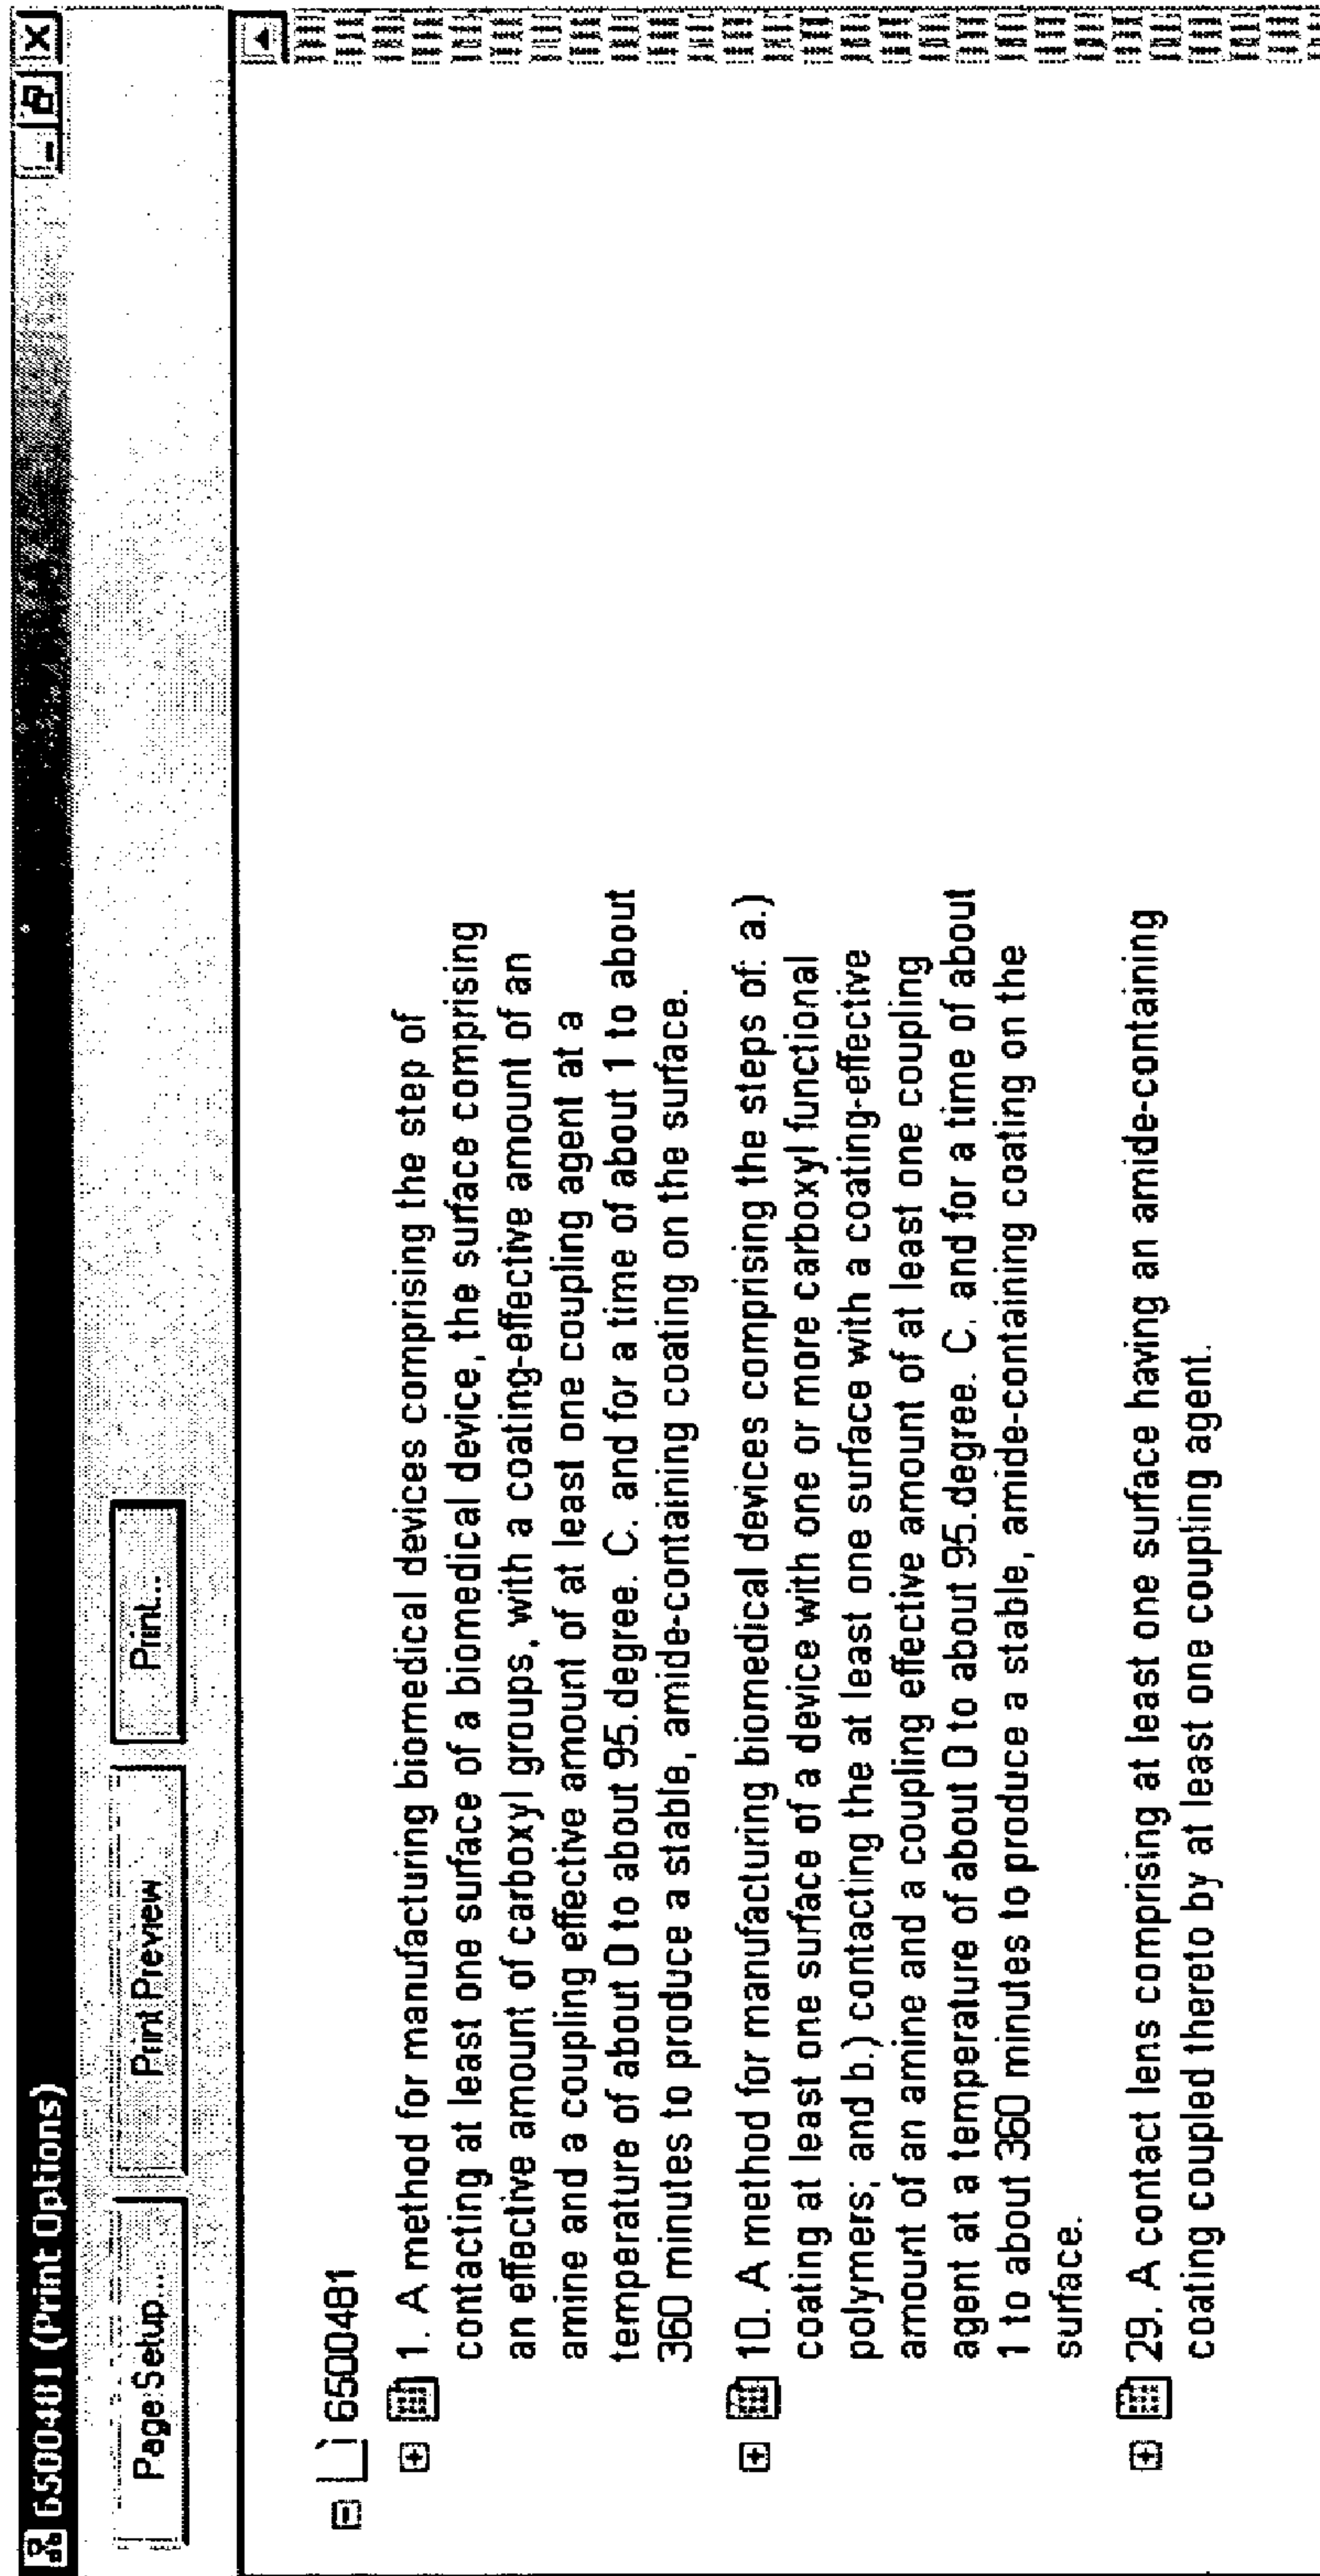 6500481 (Print Options)
Page Setup... Print Preview Print...
6500481
1. A method for manufacturing biomedical devices comprising the step of
contacting at least one surface of a biomedical device, the surface comprising
an effective amount of carboxyl groups, with a coating-effective amount of an
amine and a coupling effective amount of at least one coupling agent at a
temperature of about 0 to about 95.degree. C. and for a time of about 1 to about
360 minutes to produce a stable, amide-containing coating on the surface.
10. A method for manufacturing biomedical devices comprising the steps of: a.)
coating at least one surface of a device with one or more carboxyl functional
polymers; and b.) contacting the at least one surface with a coating-effective
amount of an amine and a coupling effective amount of at least one coupling
agent at a temperature of about 0 to about 95.degree. C. and for a time of about
1 to about 360 minutes to produce a stable, amide-containing coating on the
surface.
29. A contact lens comprising at least one surface having an amide-containing
coating coupled thereto by at least one coupling agent.